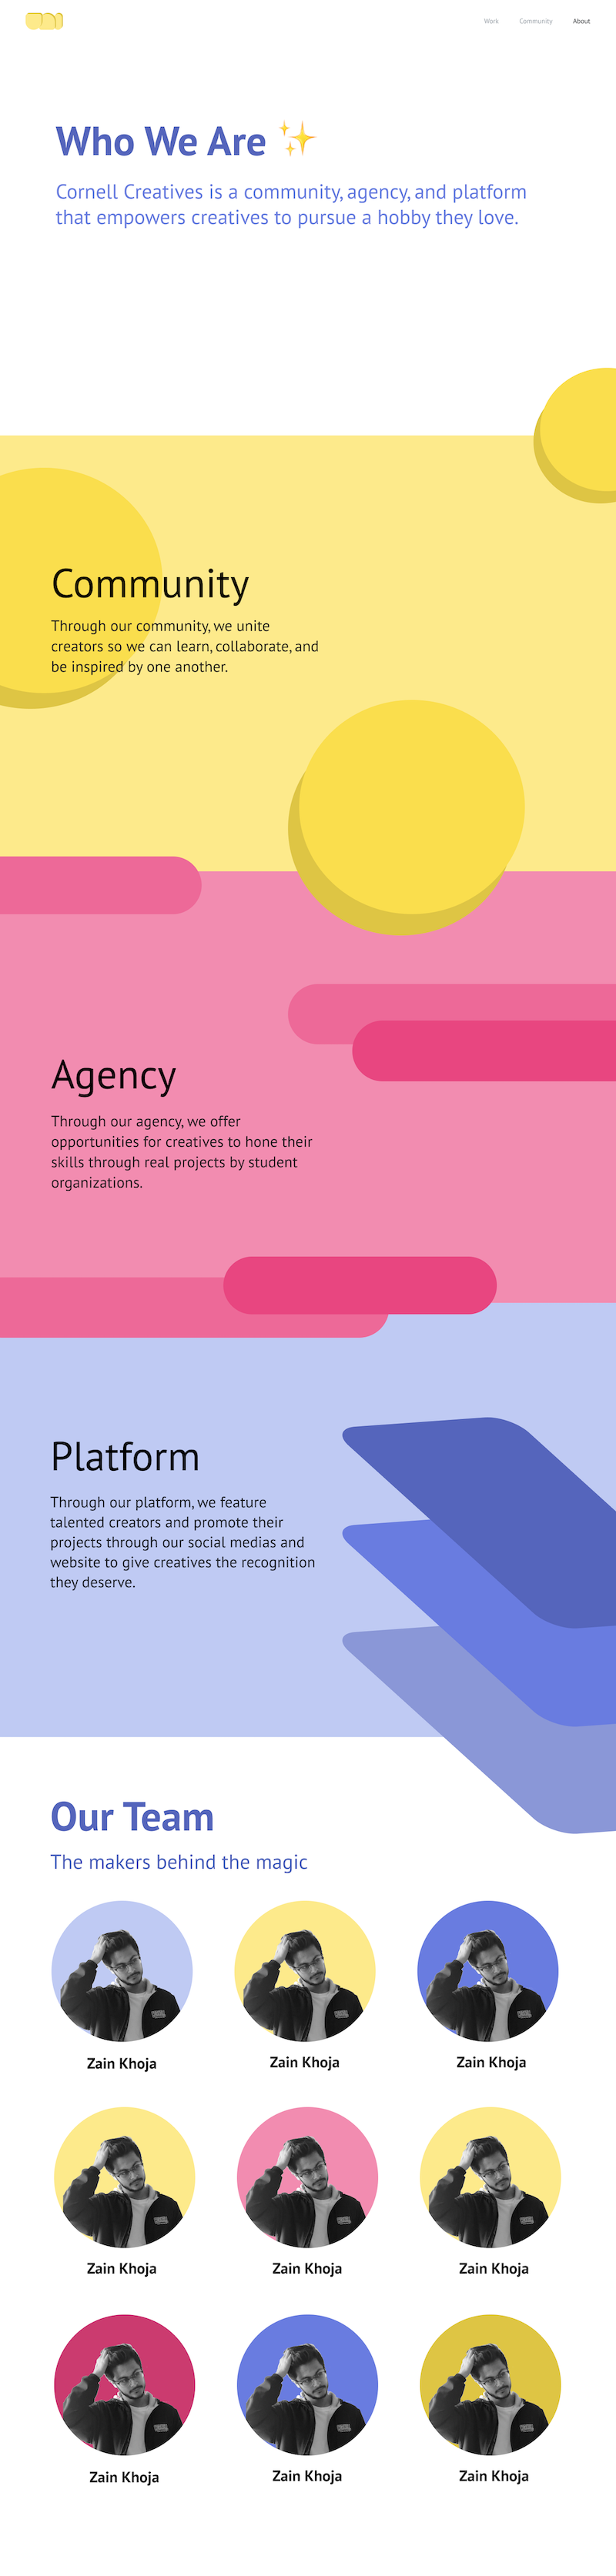 Work Community About
Who We Are ✨
Cornell Creatives is a community, agency, and platform
that empowers creatives to pursue a hobby they love.
Community
Through our community, we unite
creators so we can learn, collaborate, and
be inspired by one another.
Agency
Through our agency, we offer
opportunities for creatives to hone their
skills through real projects by student
organizations.
Platform
Through our platform, we feature
talented creators and promote their
projects through our social medias and
website to give creatives the recognition
they deserve.
Our Team
The makers behind the magic
Zain Khoja Zain Khoja Zain Khoja
Zain Khoja Zain Khoja Zain Khoja
Zain Khoja Zain Khoja Zain Khoja